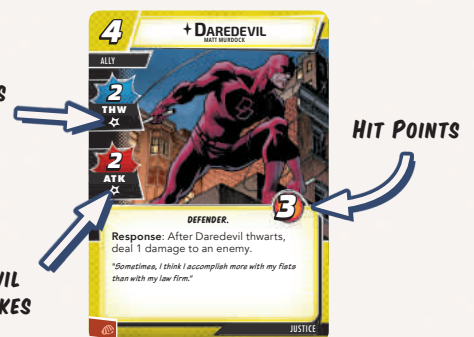 4
DAREDEVIL
MATT MURDOCK
ALLY
2
THW
2
ATK
HIT POINTS
3
DEFENDER.
Response: After Daredevil thwarts,
deal 1 damage to an enemy.
"Sometimes, I think I accomplish more with my fists
than with my law firm."
JUSTICE